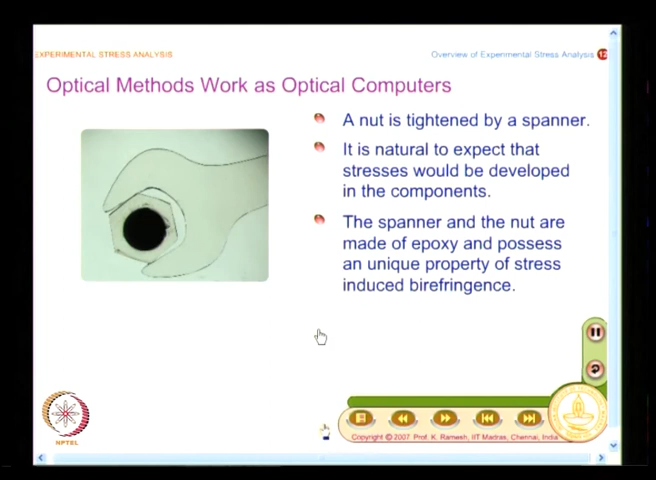 EXPERIMENTAL STRESS ANALYSIS
Overview of Experimental Stress Analysis 12
Optical Methods Work as Optical Computers
A nut is tightened by a spanner.
It is natural to expect that
stresses would be developed
in the components.
The spanner and the nut are
made of epoxy and possess
an unique property of stress
induced birefringence.
NPTEL
Copyright © 2007 Prof. K. Ramesh, IIT Madras, Chennai, India